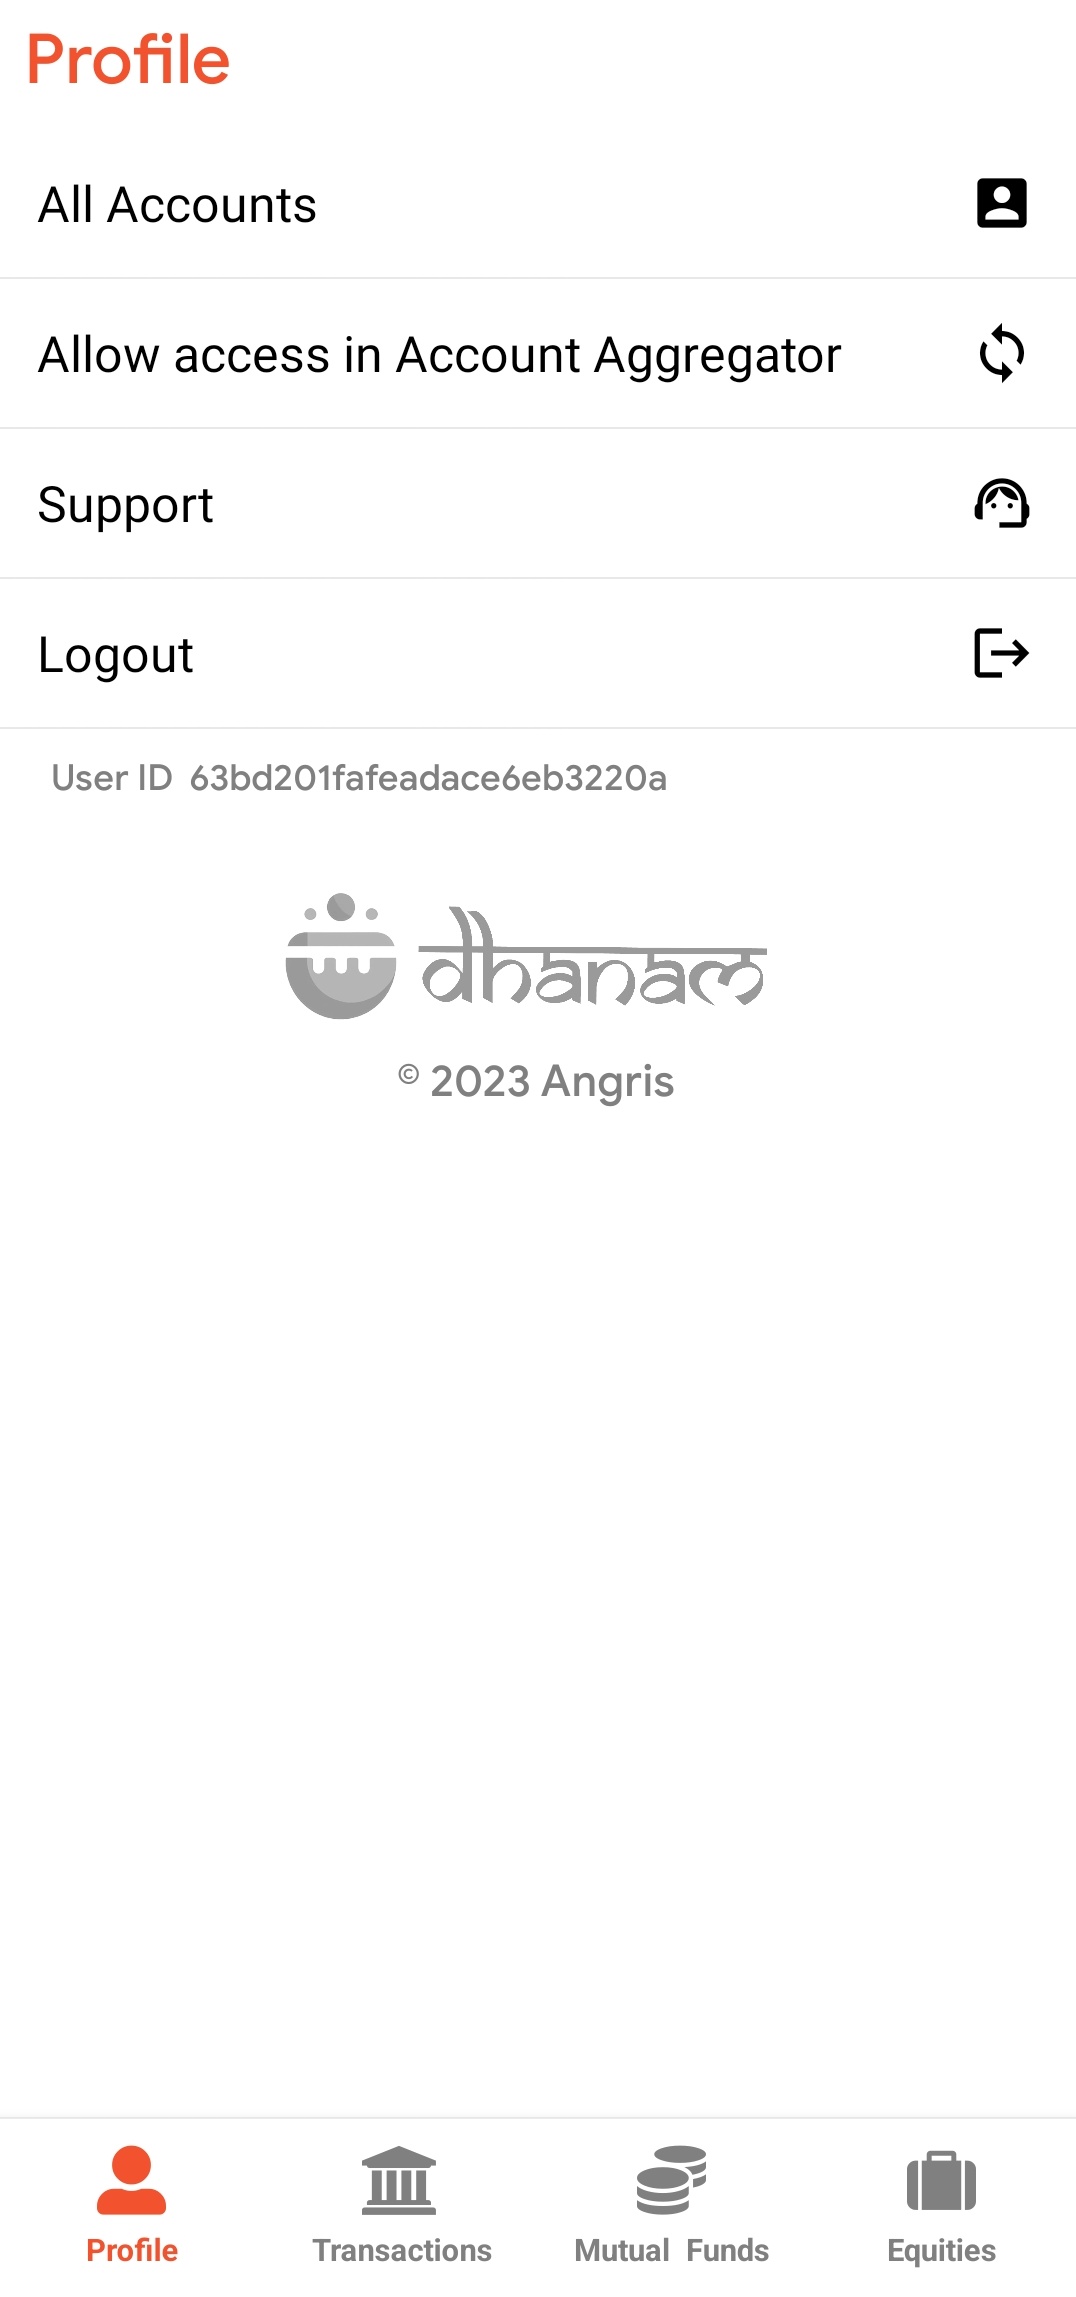 Profile
All Accounts
Allow access in Account Aggregator
Support
Logout
User ID 63bd201fafeadace6eb3220a
dhanam
© 2023 Angris
Profile
Transactions
Mutual Funds
Equities